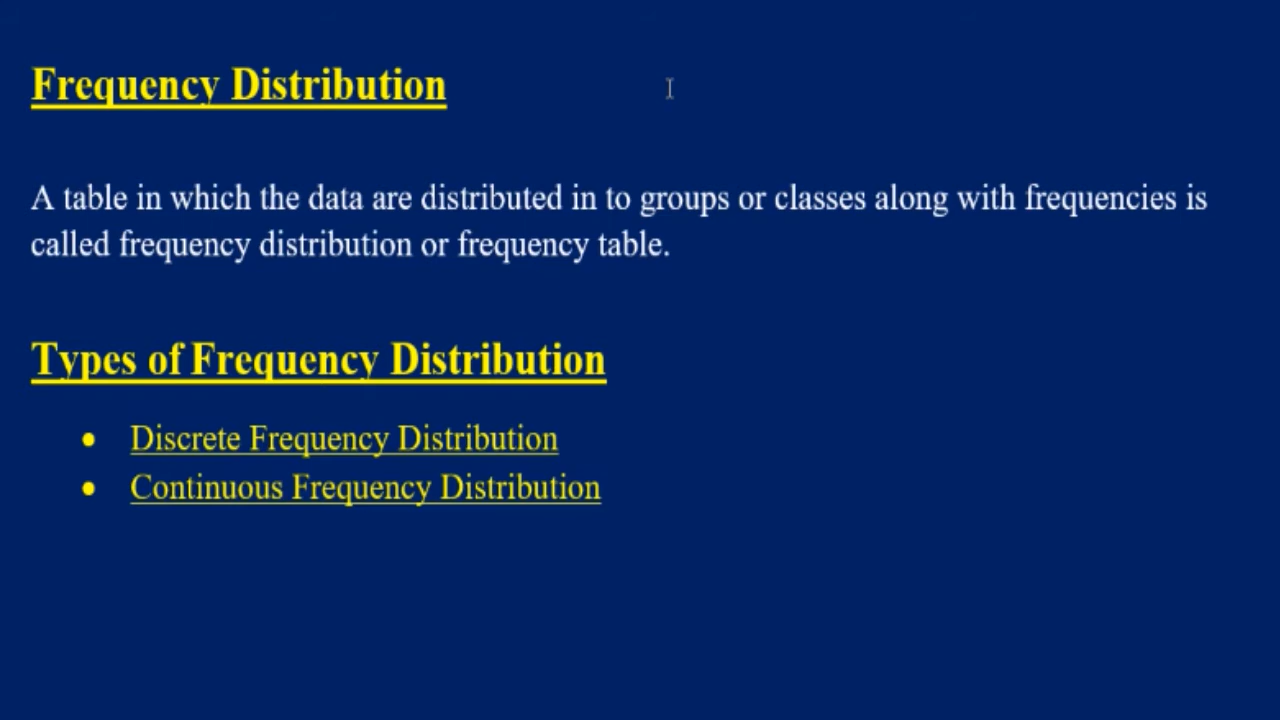 Frequency Distribution
A table in which the data are distributed in to groups or classes along with frequencies is
called frequency distribution or frequency table.
Types of Frequency Distribution
• Discrete Frequency Distribution
• Continuous Frequency Distribution